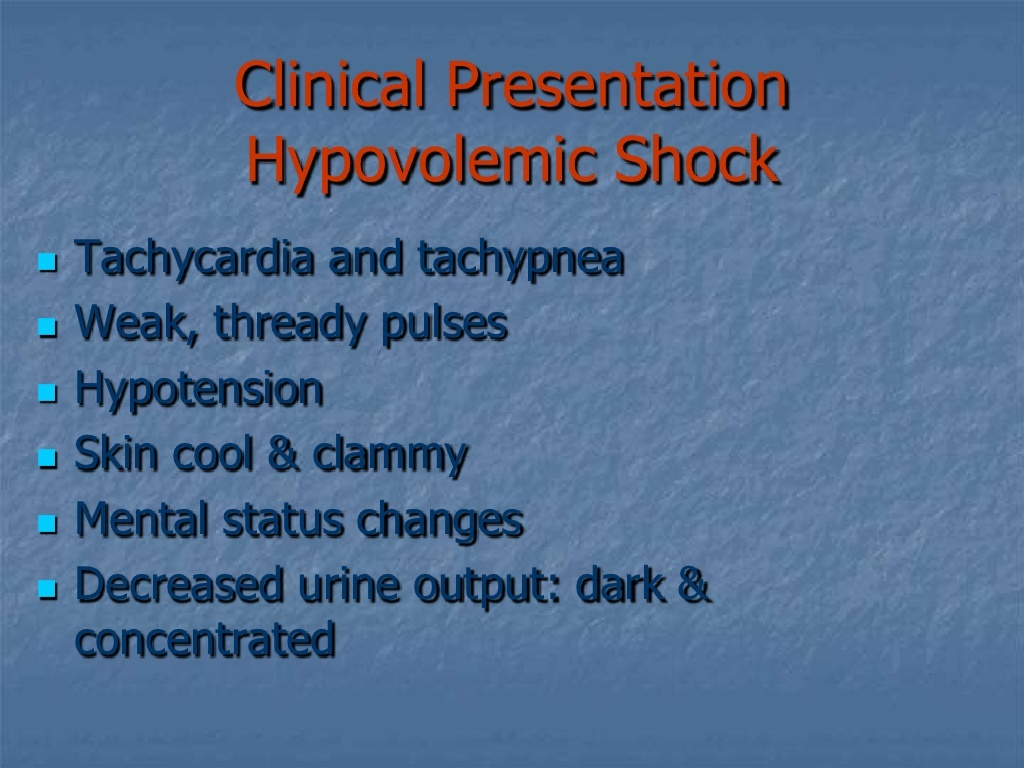 Clinical Presentation
Hypovolemic Shock
Tachycardia and tachypnea
Weak, thready pulses
Hypotension
Skin cool & clammy
Mental status changes
Decreased urine output: dark &
concentrated